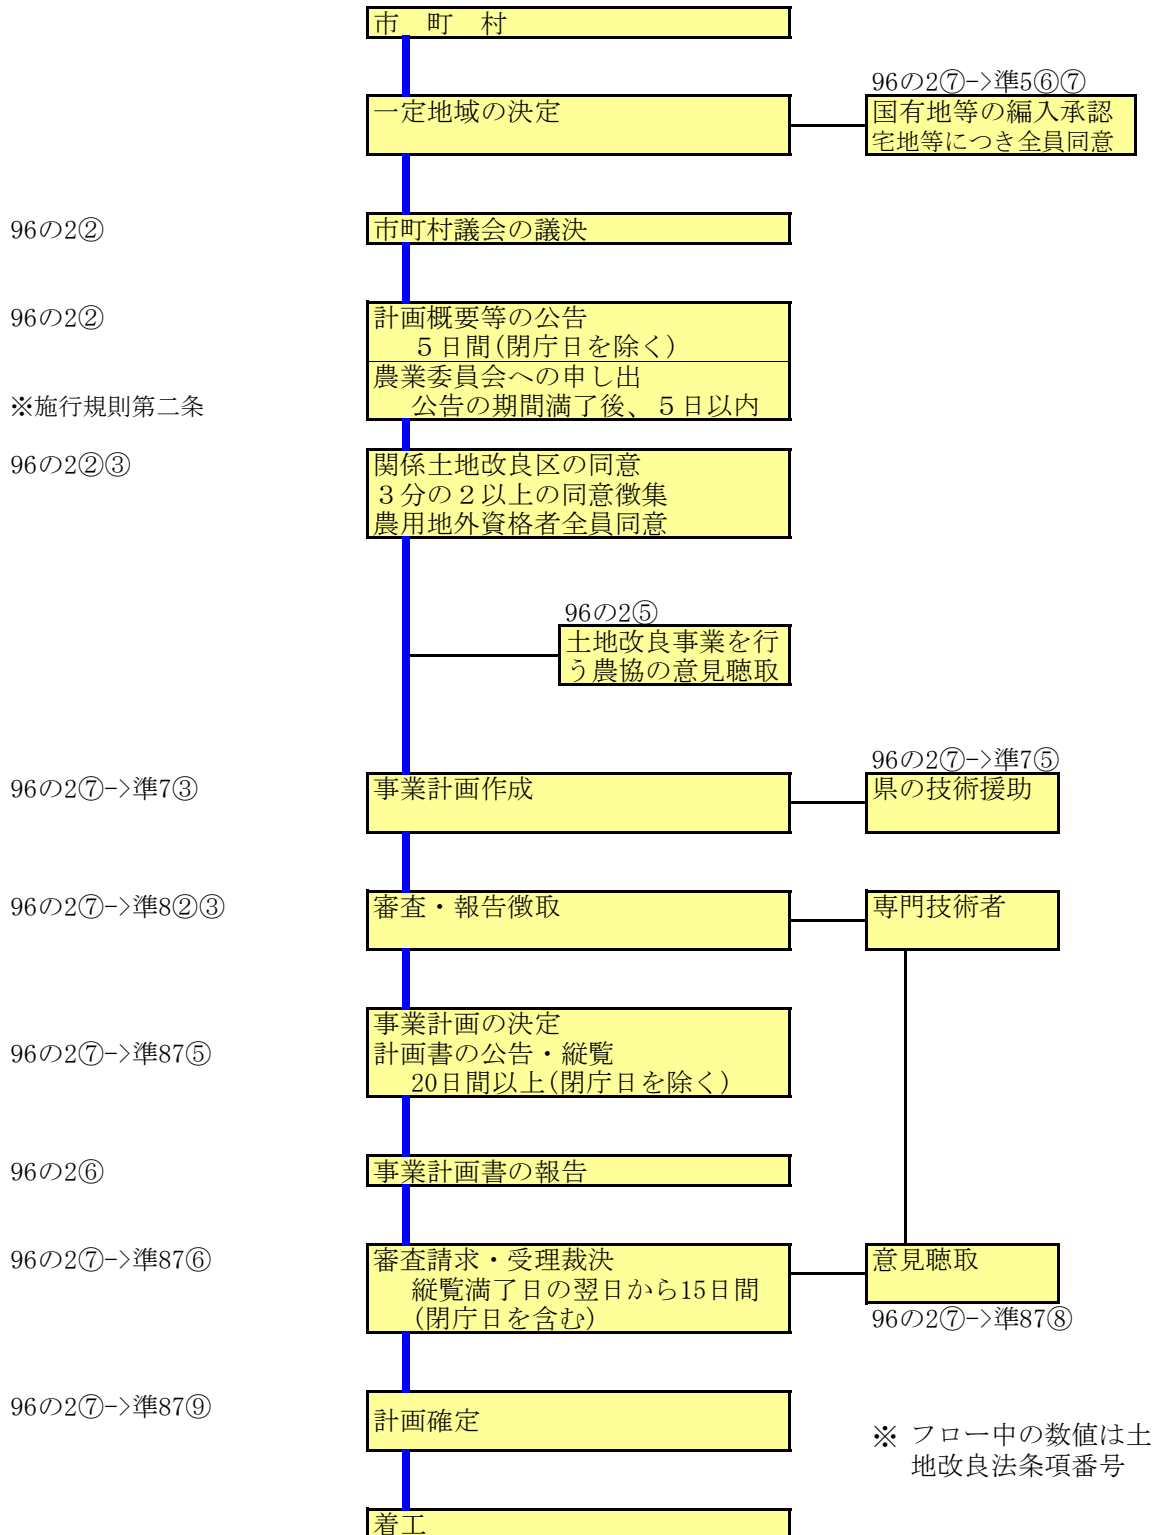 市　町　村
96の2⑦->準5⑥⑦
一定地域の決定
国有地等の編入承認
宅地等につき全員同意
96の2②
市町村議会の議決
96の2②
計画概要等の公告
５日間(閉庁日を除く)
農業委員会への申し出
※施行規則第二条
公告の期間満了後、５日以内
96の2②③
関係土地改良区の同意
３分の２以上の同意徴集
農用地外資格者全員同意
96の2⑤
土地改良事業を行
う農協の意見聴取
96の2⑦->準7⑤
96の2⑦->準7③
事業計画作成
県の技術援助
96の2⑦->準8②③
審査・報告徴取
専門技術者
事業計画の決定
96の2⑦->準87⑤
計画書の公告・縦覧
20日間以上(閉庁日を除く)
96の2⑥
事業計画書の報告
96の2⑦->準87⑥
審査請求・受理裁決
縦覧満了日の翌日から15日間
(閉庁日を含む)
意見聴取
96の2⑦->準87⑧
96の2⑦->準87⑨
計画確定
※ フロー中の数値は土
地改良法条項番号
着工